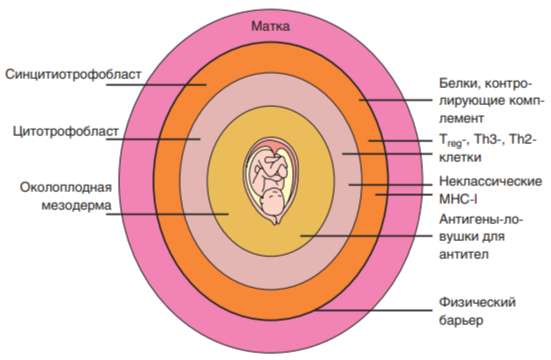 Матка
Синцитиотрофобласт
Цитотрофобласт
Околоплодная
мезодерма
Белки, контро-
лирующие комп-
лемент
Treg-, Th3-, Th2-
клетки
Неклассические
MHC-I
Антигены-ло-
вушки для
антител
Физический
барьер